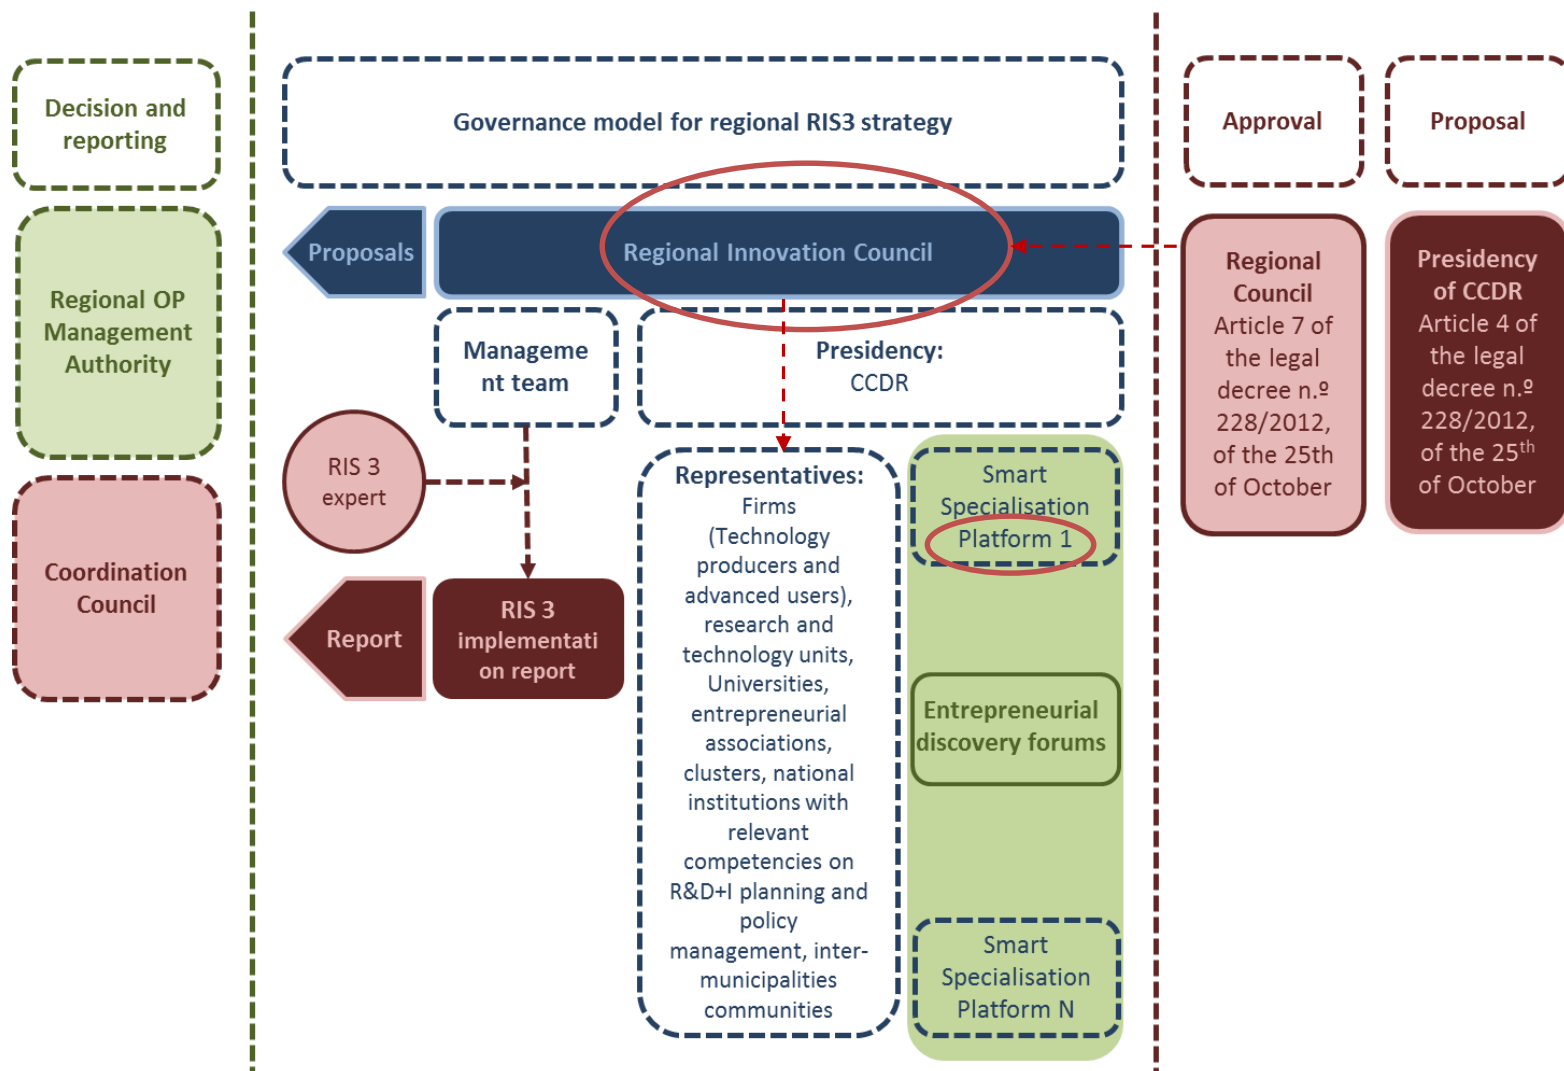 Decision and
reporting
Regional OP
Management
Authority
Coordination
Council
Governance model for regional RIS3 strategy
Proposals
Regional Innovation Council
Manageme
nt team
Presidency:
CCDR
RIS 3
expert
Report
RIS 3
implementati
on report
Representatives:
Firms
(Technology
producers and
advanced users),
research and
technology units,
Universities,
entrepreneurial
associations,
clusters, national
institutions with
relevant
competencies on
R&D+I planning and
policy
management, inter-
municipalities
communities
Smart
Specialisation
Platform 1
Entrepreneurial
discovery forums
Smart
Specialisation
Platform N
Approval
Regional
Council
Article 7 of
the legal
decree n.º
228/2012,
of the 25th
of October
Proposal
Presidency
of CCDR
Article 4 of
the legal
decree n.º
228/2012,
of the 25th
of October